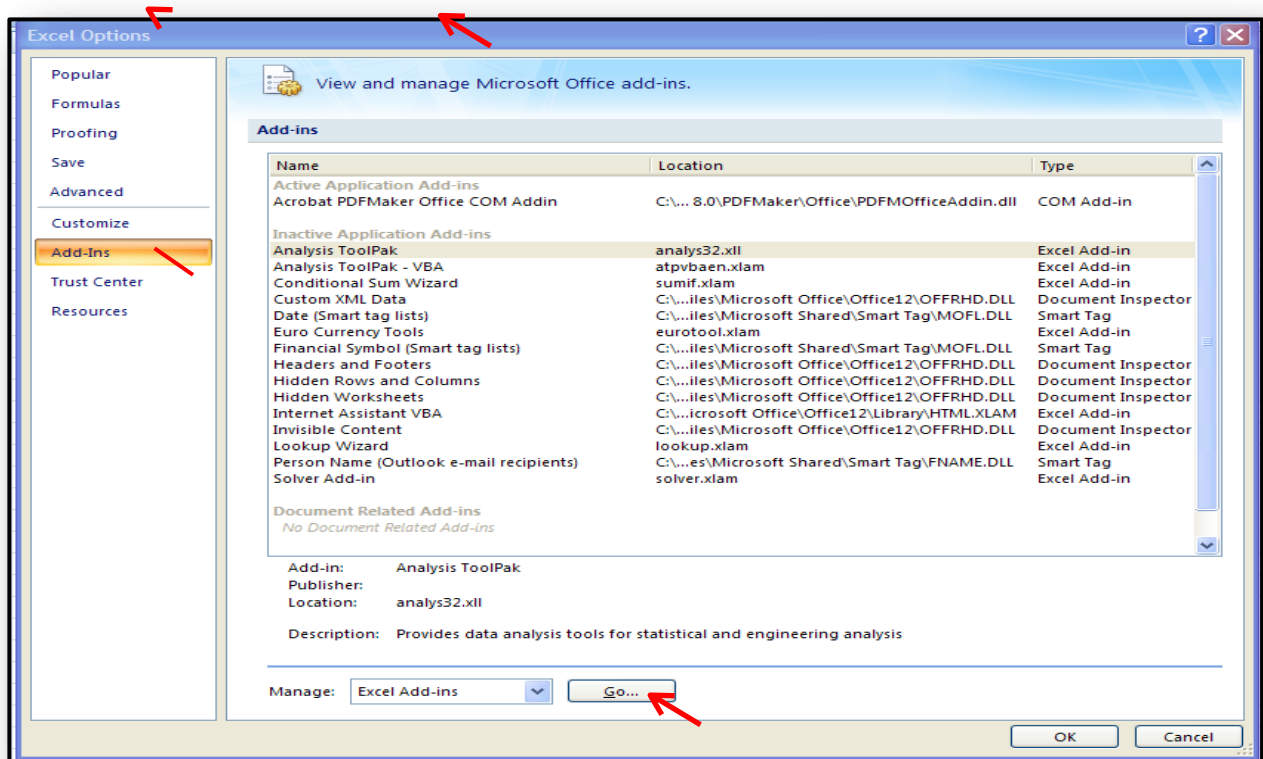 Excel Options
Popular
Formulas
Proofing
Save
Advanced
Customize
Add-Ins
Trust Center
Resources
View and manage Microsoft Office add-ins.
Add-ins
Name Location Type
Active Application Add-ins
Acrobat PDFMaker Office COM Addin C:\... 8.0\PDFMaker\Office\PDFMOfficeAddin.dll COM Add-in
Inactive Application Add-ins
Analysis ToolPak analys32.xll Excel Add-in
Analysis ToolPak - VBA atpvbaen.xlam Excel Add-in
Conditional Sum Wizard sumif.xlam Excel Add-in
Custom XML Data C:\...iles\Microsoft Office\Office12\OFFRHD.DLL Document Inspector
Date (Smart tag lists) C:\...iles\Microsoft Shared\Smart Tag\MOFL.DLL Smart Tag
Euro Currency Tools eurotool.xlam Excel Add-in
Financial Symbol (Smart tag lists) C:\...iles\Microsoft Shared\Smart Tag\MOFL.DLL Smart Tag
Headers and Footers C:\...iles\Microsoft Office\Office12\OFFRHD.DLL Document Inspector
Hidden Rows and Columns C:\...iles\Microsoft Office\Office12\OFFRHD.DLL Document Inspector
Hidden Worksheets C:\...iles\Microsoft Office\Office12\OFFRHD.DLL Document Inspector
Internet Assistant VBA C:\...icrosoft Office\Office12\Library\HTML.XLAM Excel Add-in
Invisible Content C:\...iles\Microsoft Office\Office12\OFFRHD.DLL Document Inspector
Lookup Wizard lookup.xlam Excel Add-in
Person Name (Outlook e-mail recipients) C:\...es\Microsoft Shared\Smart Tag\FNAME.DLL Smart Tag
Solver Add-in solver.xlam Excel Add-in
Document Related Add-ins
No Document Related Add-ins
Add-in: Analysis ToolPak
Publisher:
Location: analys32.xll
Description: Provides data analysis tools for statistical and engineering analysis
Manage: Excel Add-ins Go...
OK Cancel